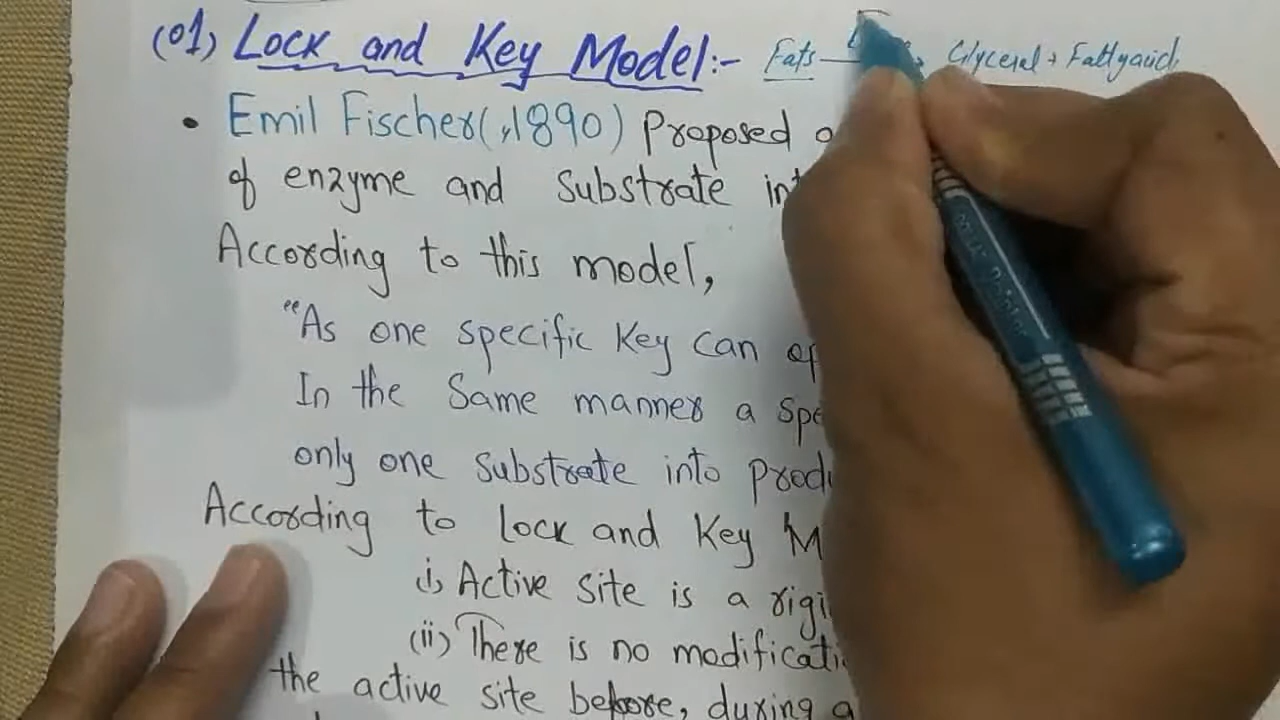 (01) Lock and Key Model:- Fats Glycerol + Fattyacid
• Emil Fischer(,1890) Proposed
of enzyme and Substrate
According to this model,
"As one specific Key can
In the Same manner a
only one Substrate into
According to Lock and Key
i) Active site is a
(ii) There is no
the active site before, during